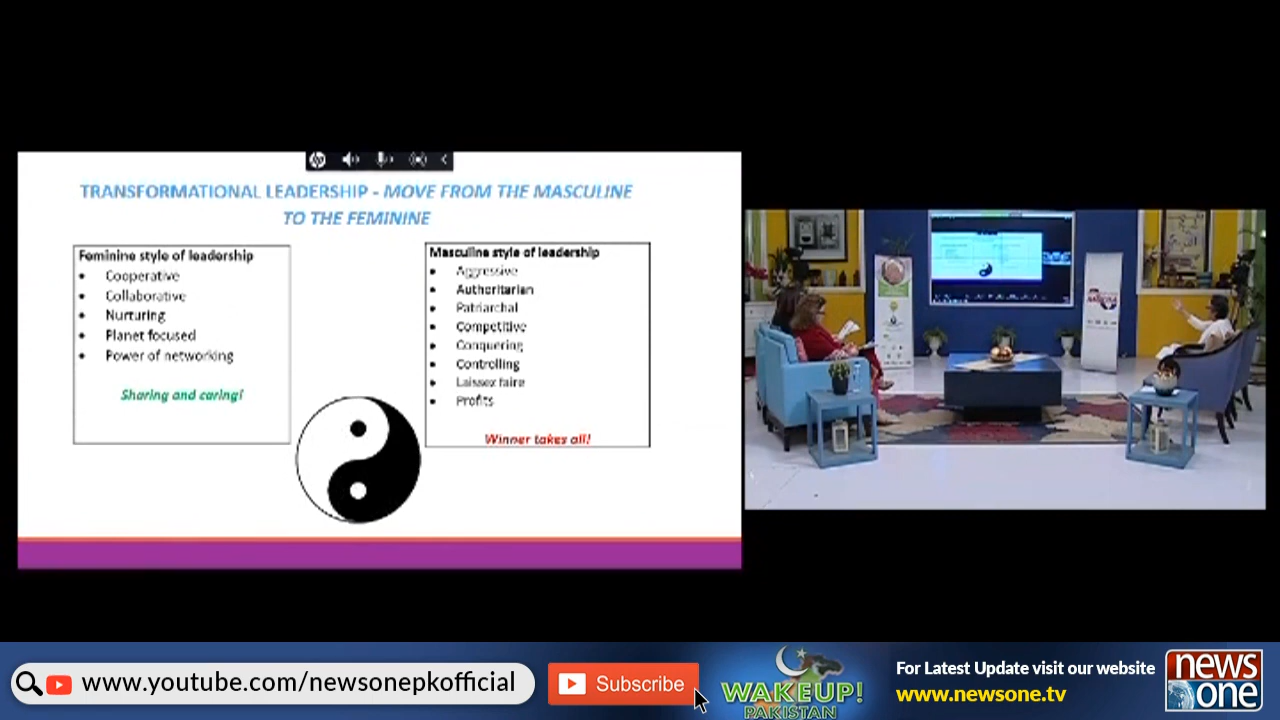 TRANSFORMATIONAL LEADERSHIP - MOVE FROM THE MASCULINE
TO THE FEMININE
Feminine style of leadership
• Cooperative
• Collaborative
• Nurturing
• Planet focused
• Power of networking
Sharing and caring!
Masculine style of leadership
• Aggressive
• Authoritarian
• Patriarchal
• Competitive
• Conquering
• Controlling
• Laissez faire
• Profits
Winner takes all!
www.youtube.com/newsonepkofficial
Subscribe
WAKEUP!
PAKISTAN
For Latest Update visit our website
www.newsone.tv
news
one